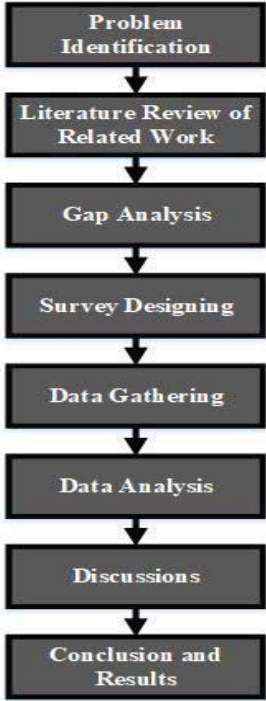 Problem
Identification
Literature Review of
Related Work
Gap Analysis
Survey Designing
Data Gathering
Data Analysis
Discussions
Conclusion and
Results